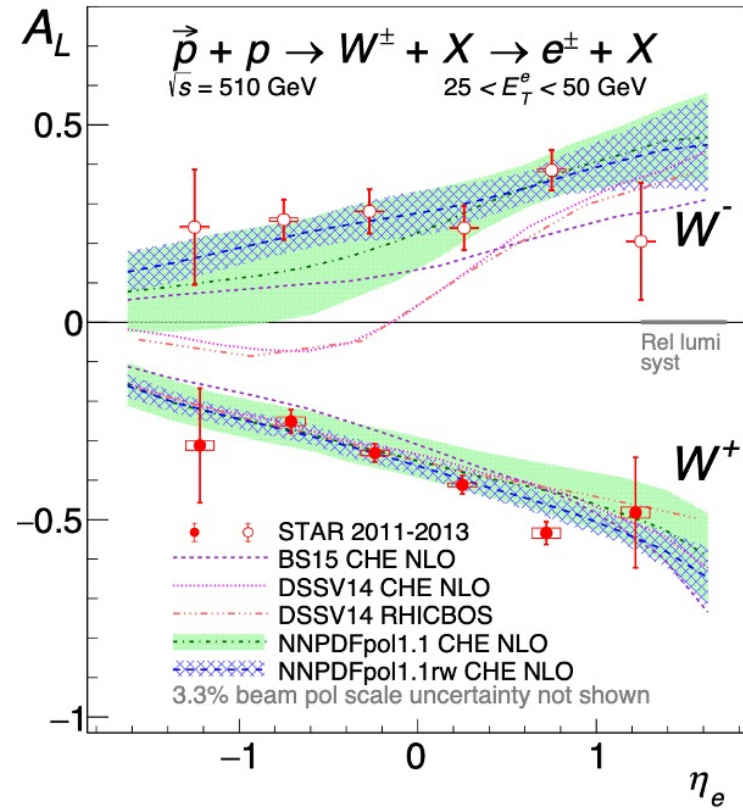 A_L
p⃗ + p → W± + X → e± + X
√s = 510 GeV 25 < E_T^e < 50 GeV
0.5
W⁻
0
Rel lumi
syst
W⁺
−0.5
STAR 2011-2013
BS15 CHE NLO
DSSV14 CHE NLO
DSSV14 RHICBOS
NNPDFpol1.1 CHE NLO
NNPDFpol1.1rw CHE NLO
3.3% beam pol scale uncertainty not shown
−1
−1 0 1
η_e